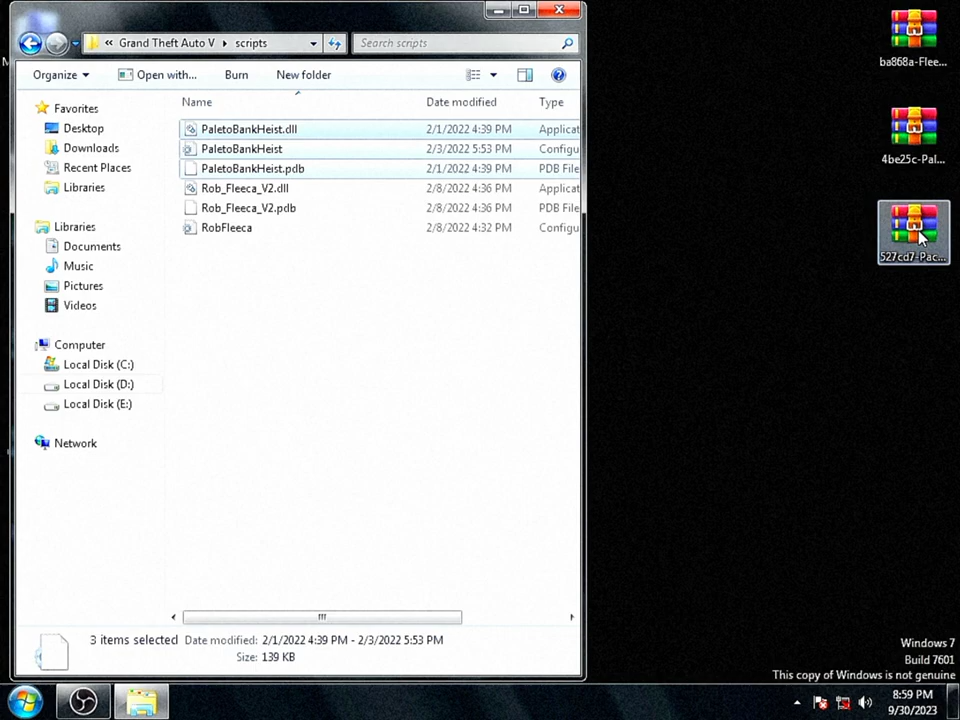 « Grand Theft Auto V ▸ scripts
Search scripts
Organize
Open with...
Burn
New folder
Name
Date modified
Type
Favorites
Desktop
Downloads
Recent Places
Libraries
Libraries
Documents
Music
Pictures
Videos
Computer
Local Disk (C:)
Local Disk (D:)
Local Disk (E:)
Network
PaletoBankHeist.dll 2/1/2022 4:39 PM Applicat
PaletoBankHeist 2/3/2022 5:53 PM Configu
PaletoBankHeist.pdb 2/1/2022 4:39 PM PDB File
Rob_Fleeca_V2.dll 2/8/2022 4:36 PM Applicat
Rob_Fleeca_V2.pdb 2/8/2022 4:36 PM PDB File
RobFleeca 2/8/2022 4:32 PM Configu
3 items selected Date modified: 2/1/2022 4:39 PM - 2/3/2022 5:53 PM
Size: 139 KB
ba868a-Flee...
4be25c-Pal...
527cd7-Pac...
Windows 7
Build 7601
This copy of Windows is not genuine
8:59 PM
9/30/2023